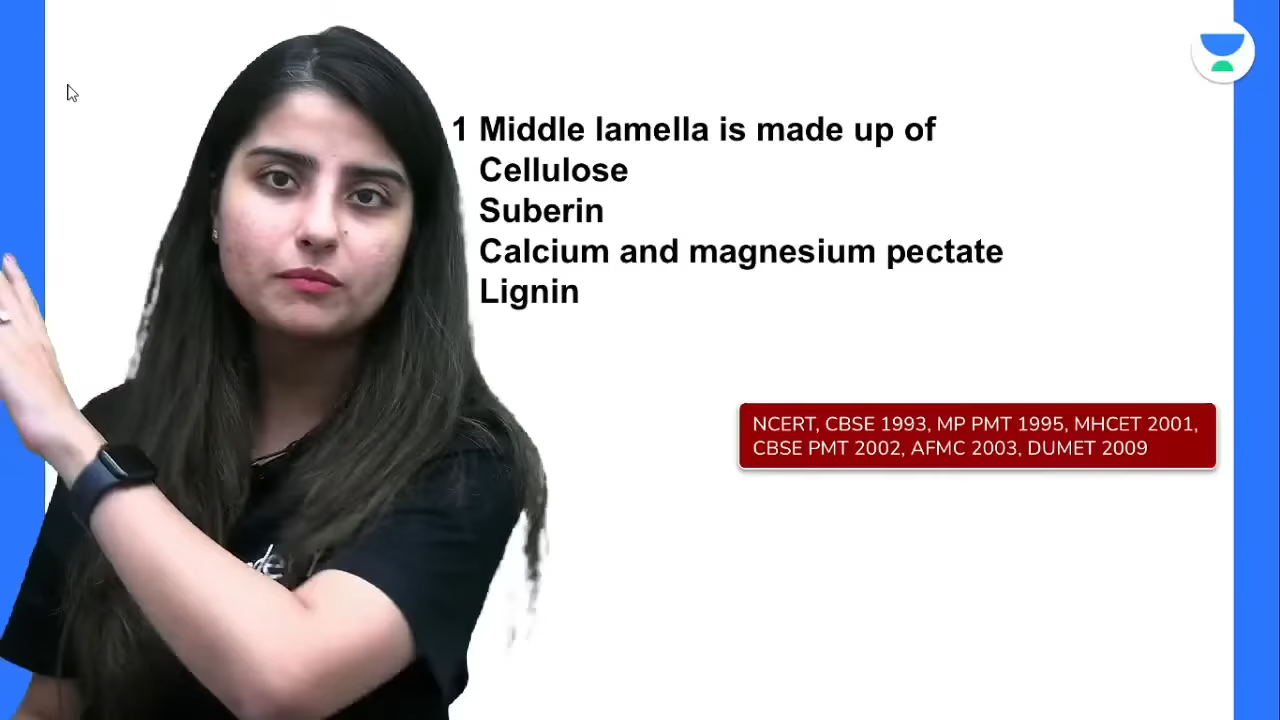 1 Middle lamella is made up of
Cellulose
Suberin
Calcium and magnesium pectate
Lignin
NCERT, CBSE 1993, MP PMT 1995, MHCET 2001,
CBSE PMT 2002, AFMC 2003, DUMET 2009